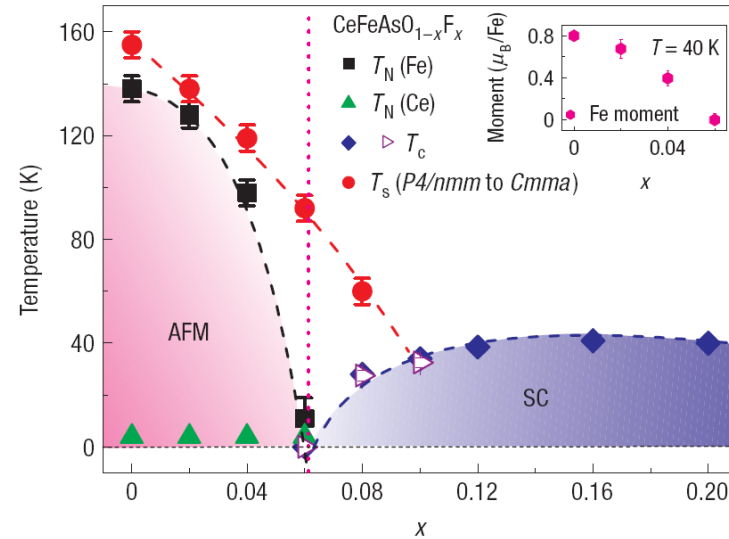 CeFeAsO1−xFx
TN (Fe)
TN (Ce)
Tc
Ts (P4/nmm to Cmma)
Moment (μB/Fe)
0.8
0.4
0
T = 40 K
Fe moment
0 0.04
x
Temperature (K)
160
120
80
40
0
AFM
SC
0 0.04 0.08 0.12 0.16 0.20
x